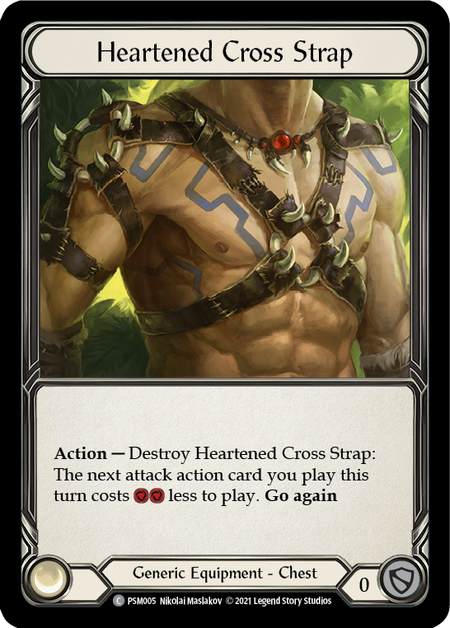 Heartened Cross Strap
Action — Destroy Heartened Cross Strap:
The next attack action card you play this
turn costs less to play. Go again
Generic Equipment - Chest
0
C PSM005 Nikolai Maslakov © 2021 Legend Story Studios